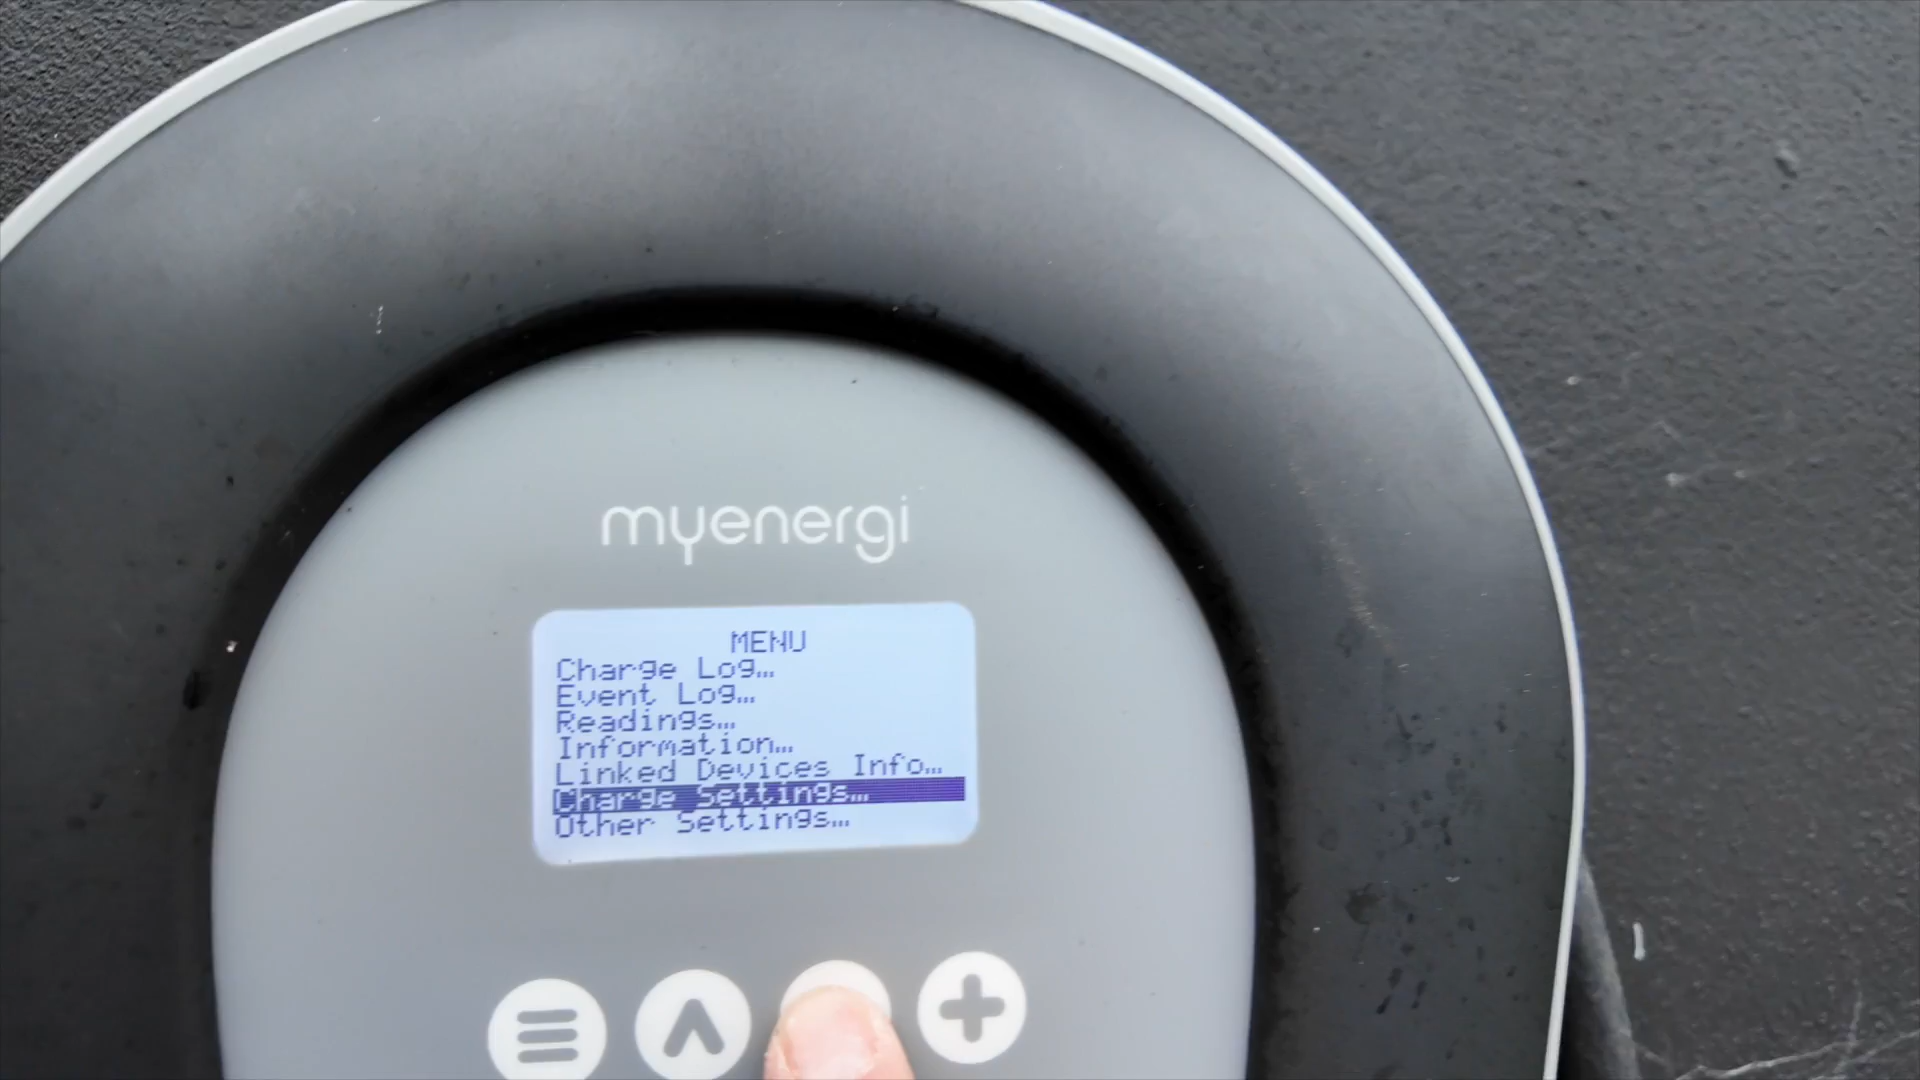 myenergi
MENU
Charge Log...
Event Log...
Readings...
Information...
Linked Devices Info...
Charge Settings...
Other Settings...